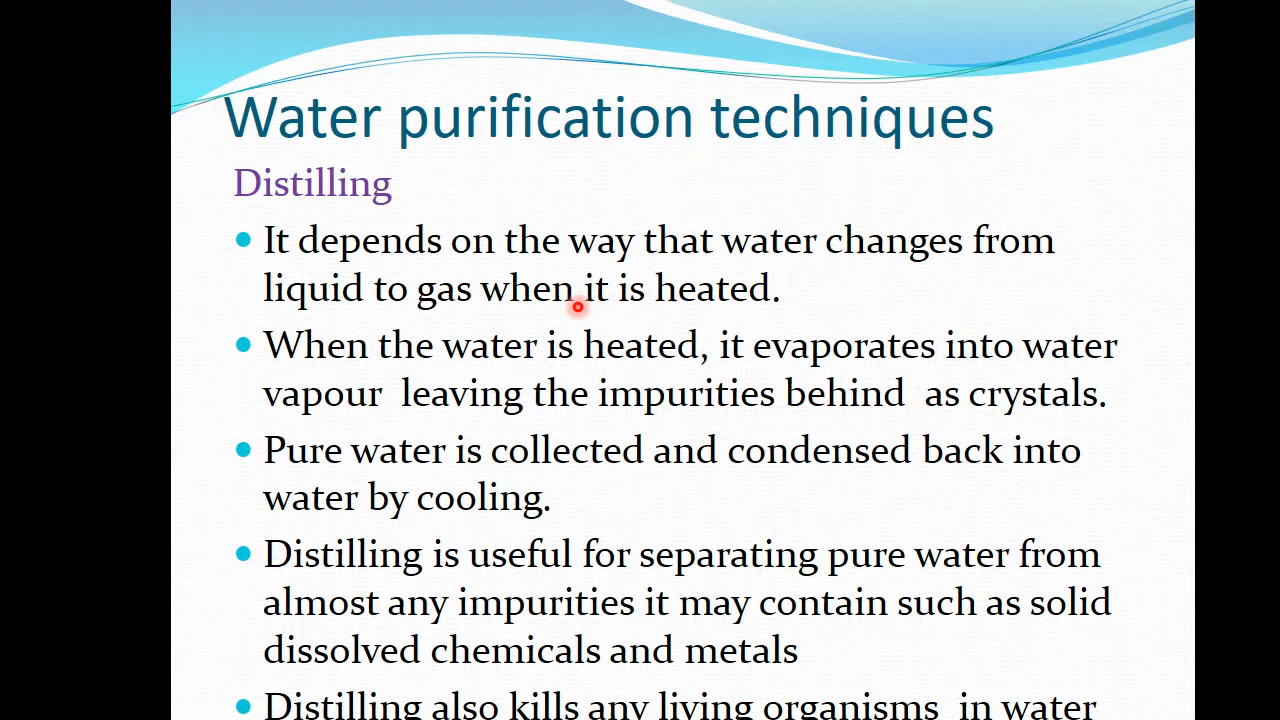 Water purification techniques
Distilling
It depends on the way that water changes from
liquid to gas when it is heated.
When the water is heated, it evaporates into water
vapour leaving the impurities behind as crystals.
Pure water is collected and condensed back into
water by cooling.
Distilling is useful for separating pure water from
almost any impurities it may contain such as solid
dissolved chemicals and metals
Distilling also kills any living organisms in water